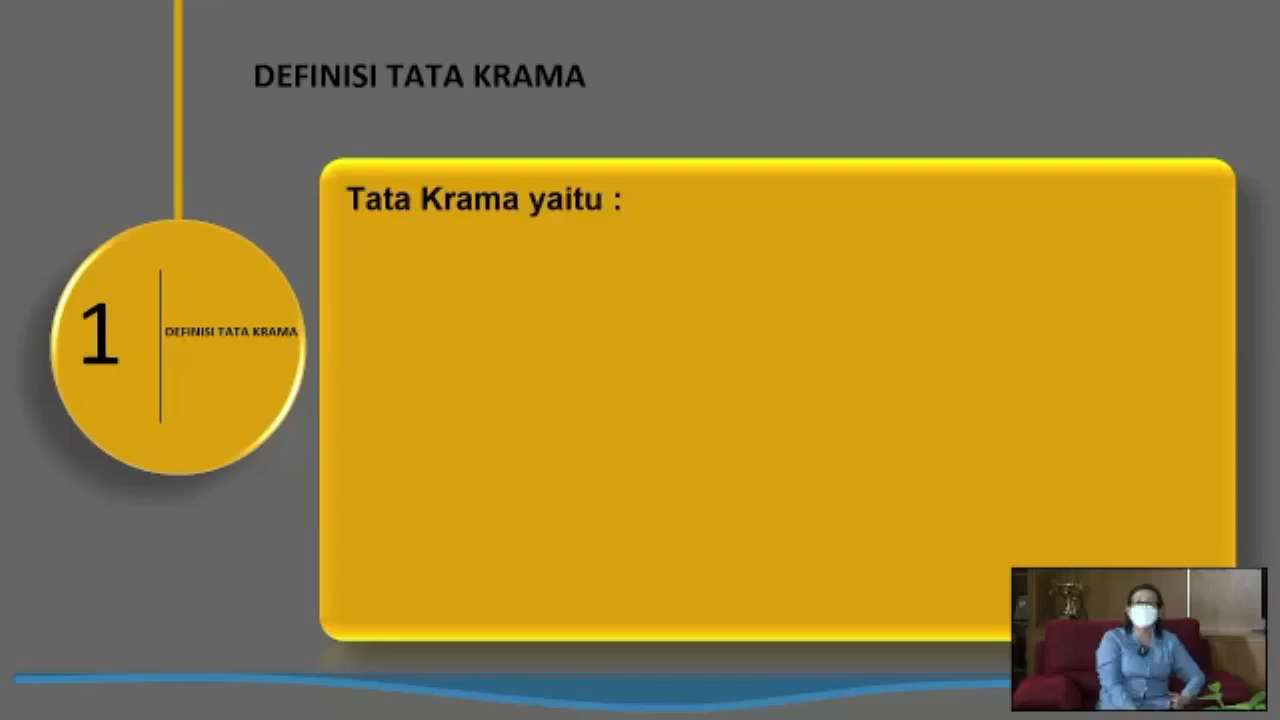 DEFINISI TATA KRAMA
Tata Krama yaitu :
1
DEFINISI TATA KRAMA